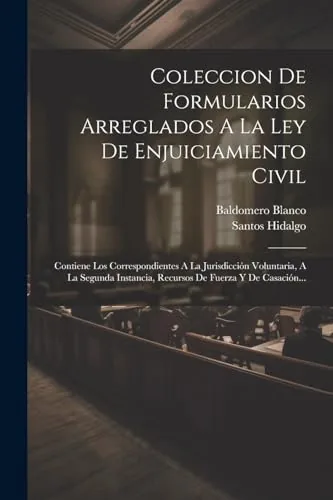 Coleccion De
Formularios
Arreglados A La Ley
De Enjuiciamiento
Civil
Baldomero Blanco
Santos Hidalgo
Contiene Los Correspondientes A La Jurisdicción Voluntaria, A
La Segunda Instancia, Recursos De Fuerza Y De Casación...